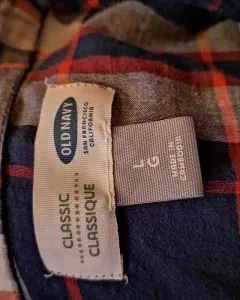 OLD NAVY
SAN FRANCISCO
CALIFORNIA
CLASSIC
CLASSIQUE
L
G
MADE IN
CAMBODIA